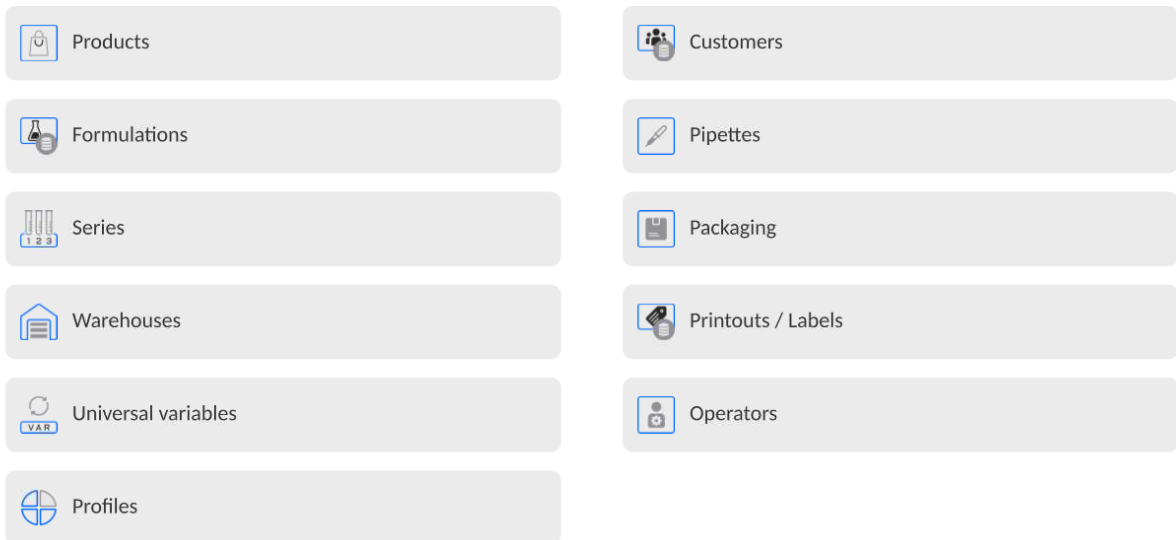 Products
Customers
Formulations
Pipettes
Series
1 2 3
Packaging
Warehouses
Printouts / Labels
Universal variables
VAR
Operators
Profiles